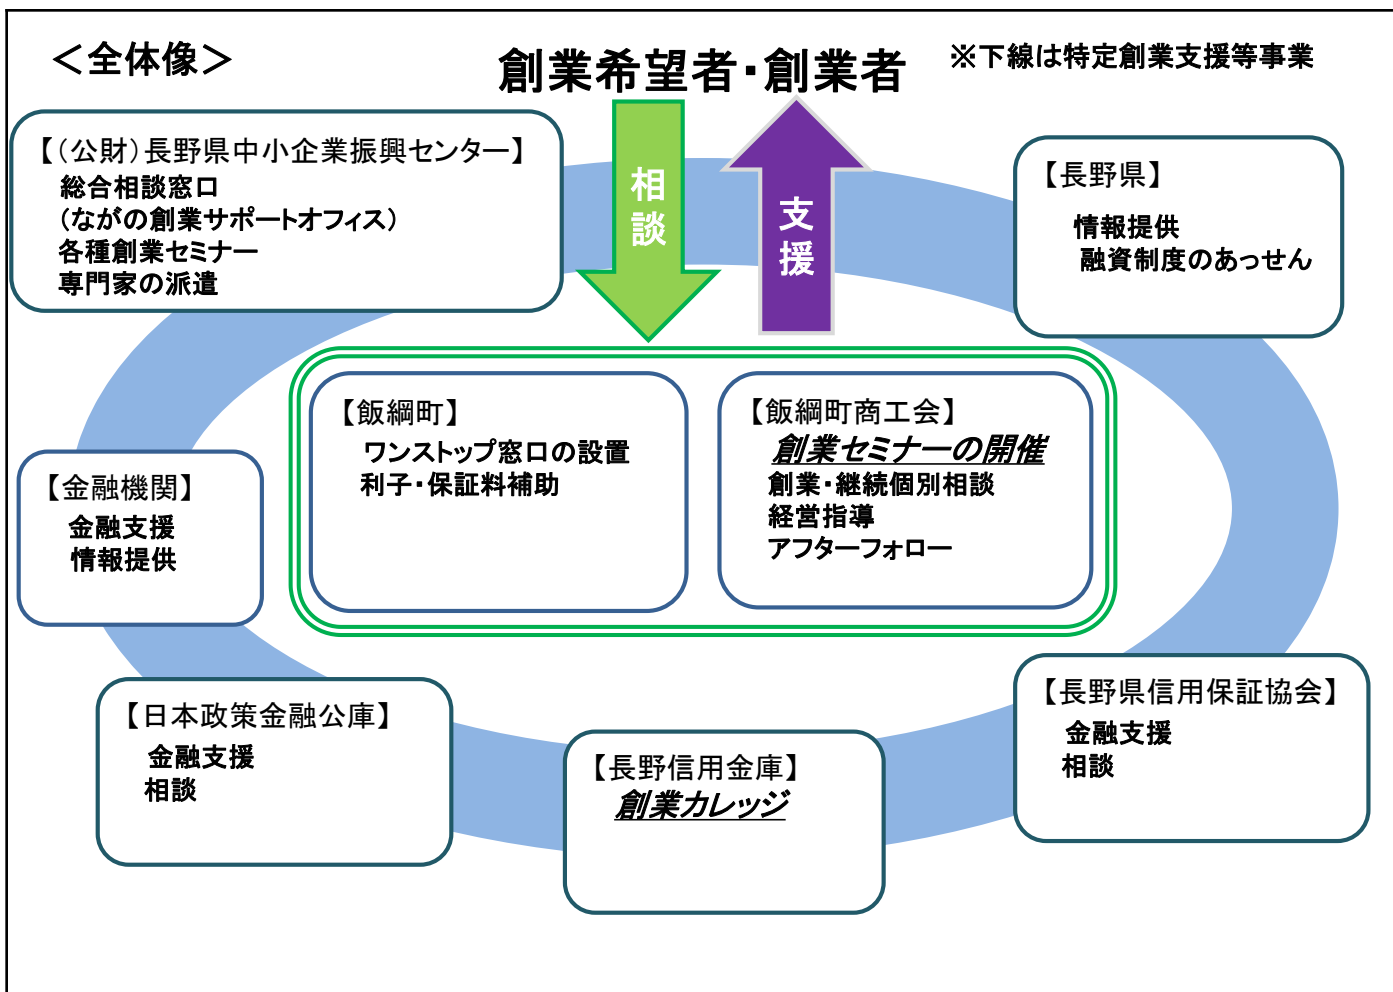 ＜全体像＞
創業希望者・創業者
※下線は特定創業支援等事業
【（公財）長野県中小企業振興センター】
総合相談窓口
（ながの創業サポートオフィス）
各種創業セミナー
専門家の派遣
相談
支援
【長野県】
情報提供
融資制度のあっせん
【飯綱町】
ワンストップ窓口の設置
利子・保証料補助
【飯綱町商工会】
創業セミナーの開催
創業・継続個別相談
経営指導
アフターフォロー
【金融機関】
金融支援
情報提供
【日本政策金融公庫】
金融支援
相談
【長野信用金庫】
創業カレッジ
【長野県信用保証協会】
金融支援
相談